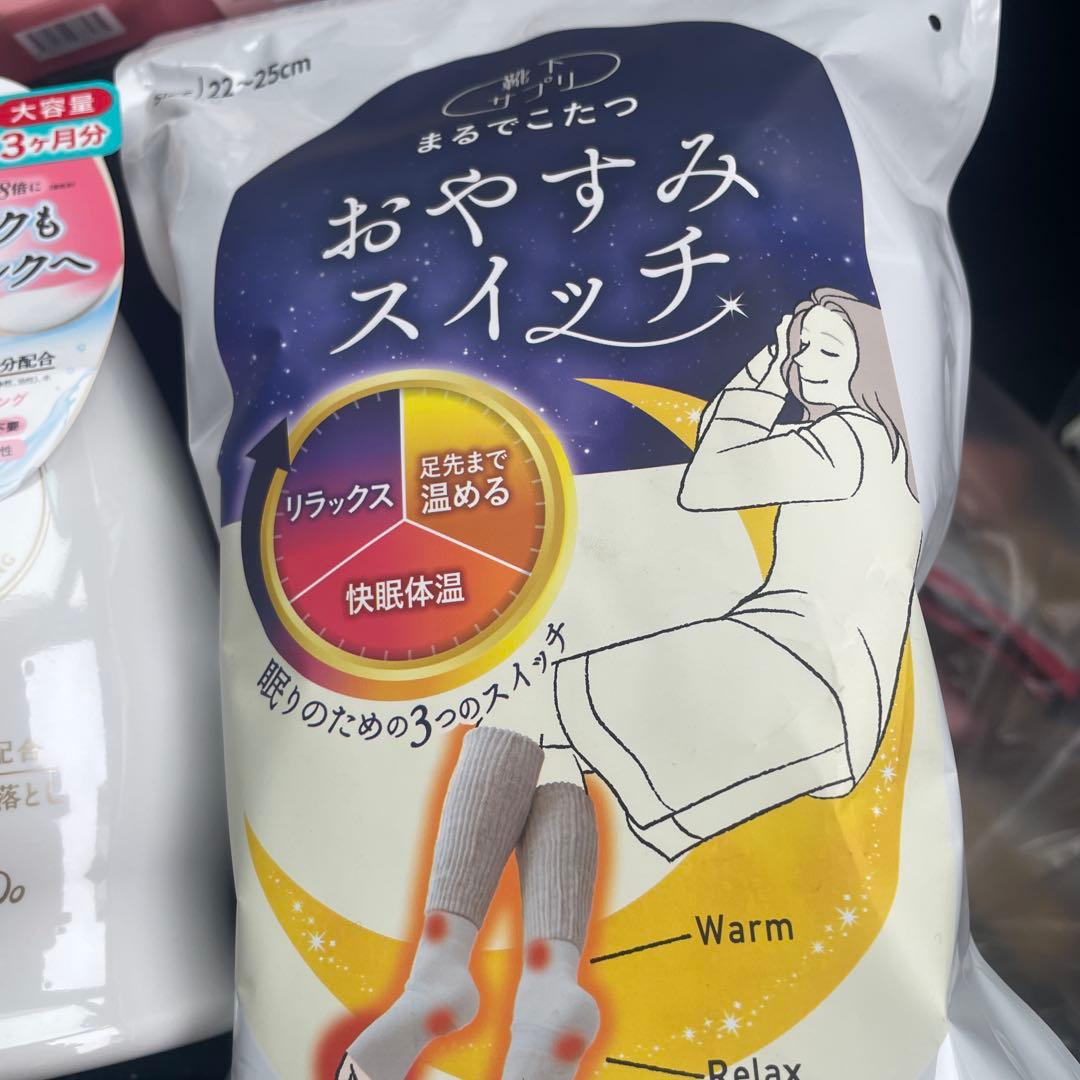 22~25cm
靴下
サプリ
まるでこたつ
おやすみ
スイッチ
リラックス
足先まで
温める
快眠体温
眠りのための3つのスイッチ
Warm
Relax
大容量
3ヶ月分
8倍に
クも
ックへ
分配合
ング
不要
性
配合
落とし